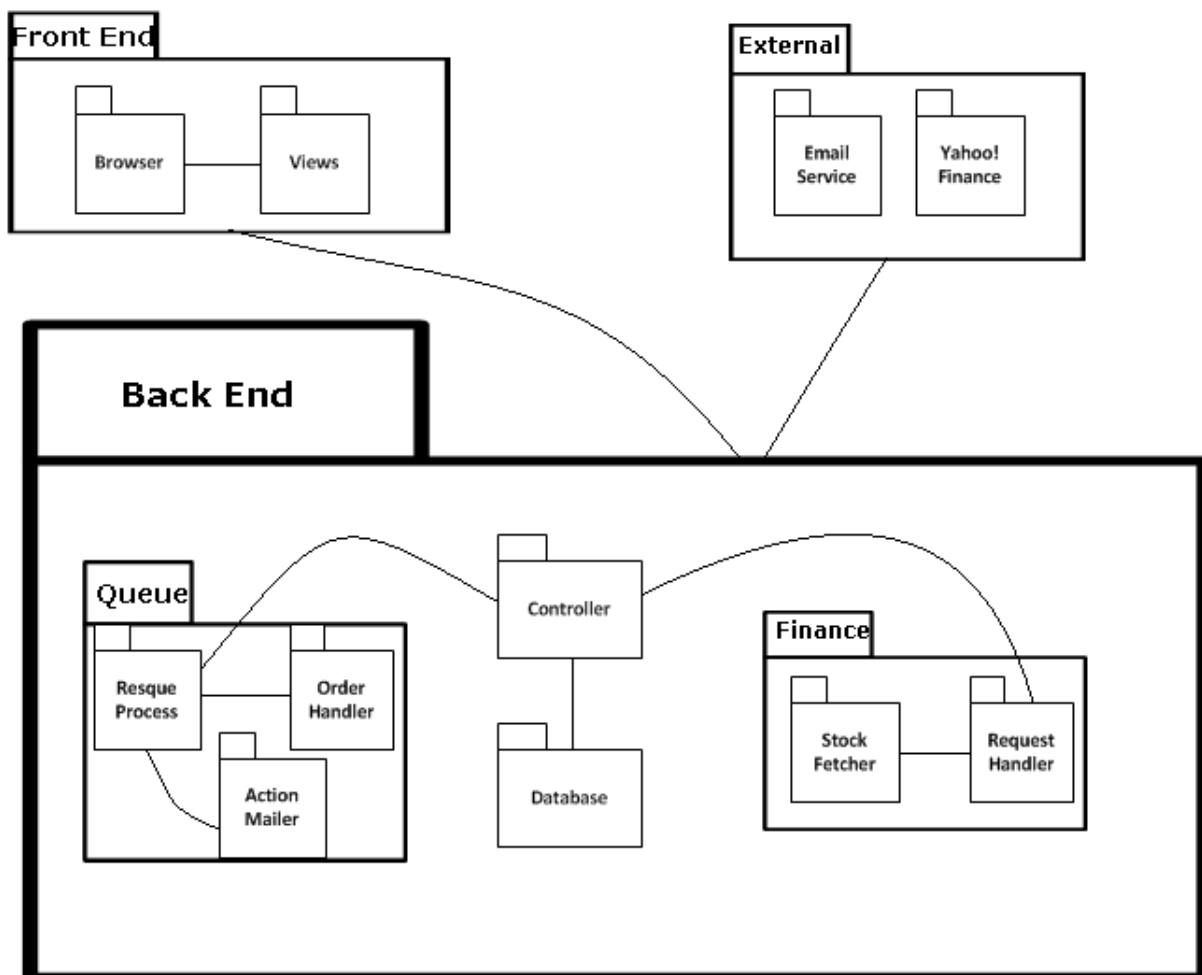 Front End
External
Browser
Views
Email
Service
Yahoo!
Finance
Back End
Queue
Controller
Finance
Resque
Process
Order
Handler
Stock
Fetcher
Request
Handler
Action
Mailer
Database